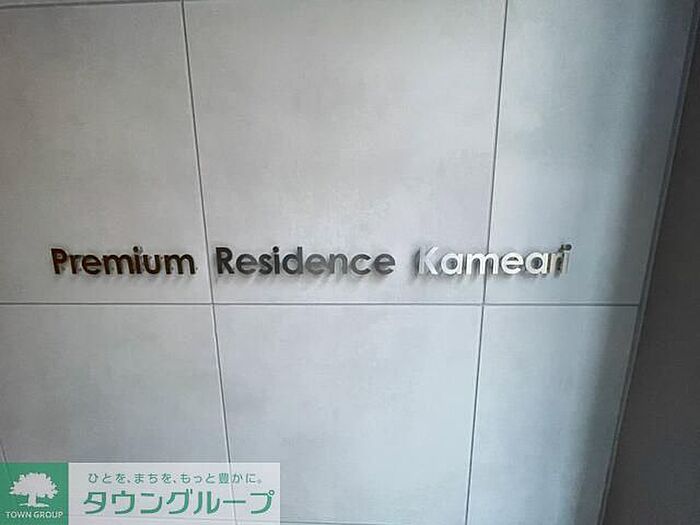 Premium Residence Kameari
ひとを、まちを、もっと豊かに。
タウングループ
TOWN GROUP